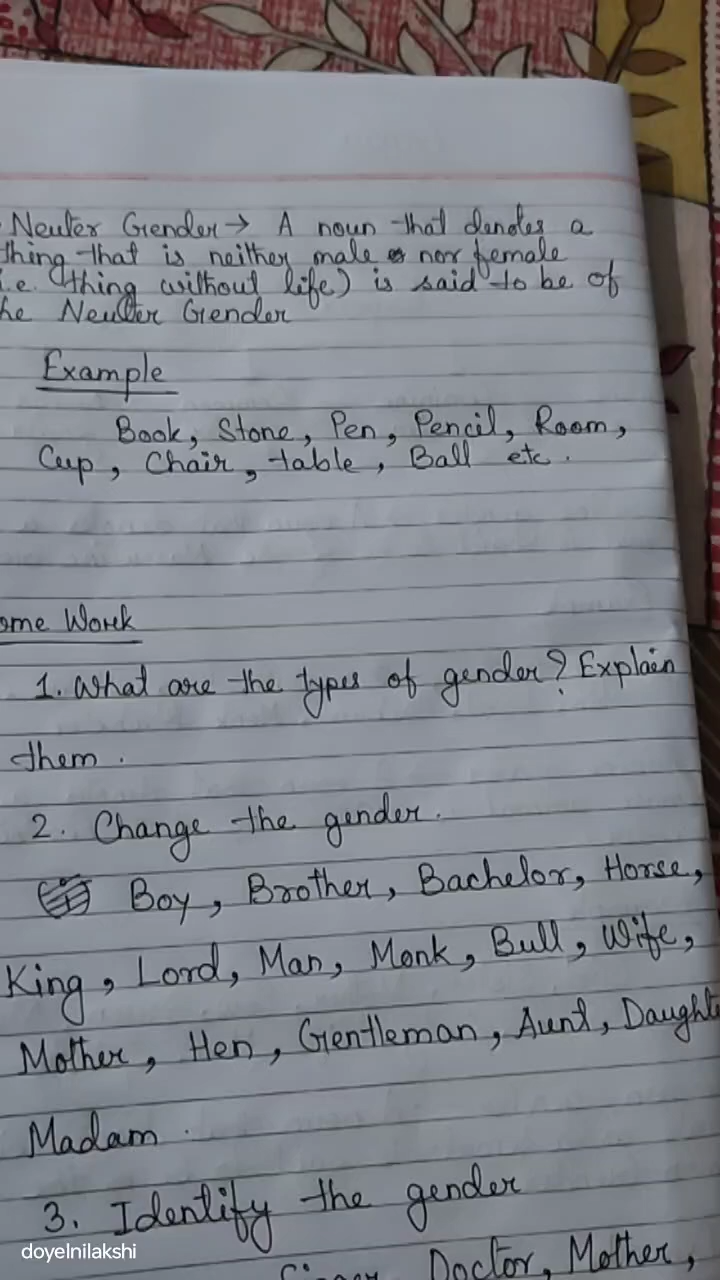 Neuter Gender → A noun that denotes a
thing that is neither male nor female
i.e. thing without life) is said to be of
he Neuter Gender
Example
Book, Stone, Pen, Pencil, Room,
Cup, Chair, table, Ball etc.
ome Work
1. What are the types of gender? Explain
them.
2. Change the gender.
Boy, Brother, Bachelor, Horse,
King, Lord, Man, Monk, Bull, Wife,
Mother, Hen, Gentleman, Aunt, Daught
Madam.
3. Identify the gender
Doctor, Mother,
doyelnilakshi